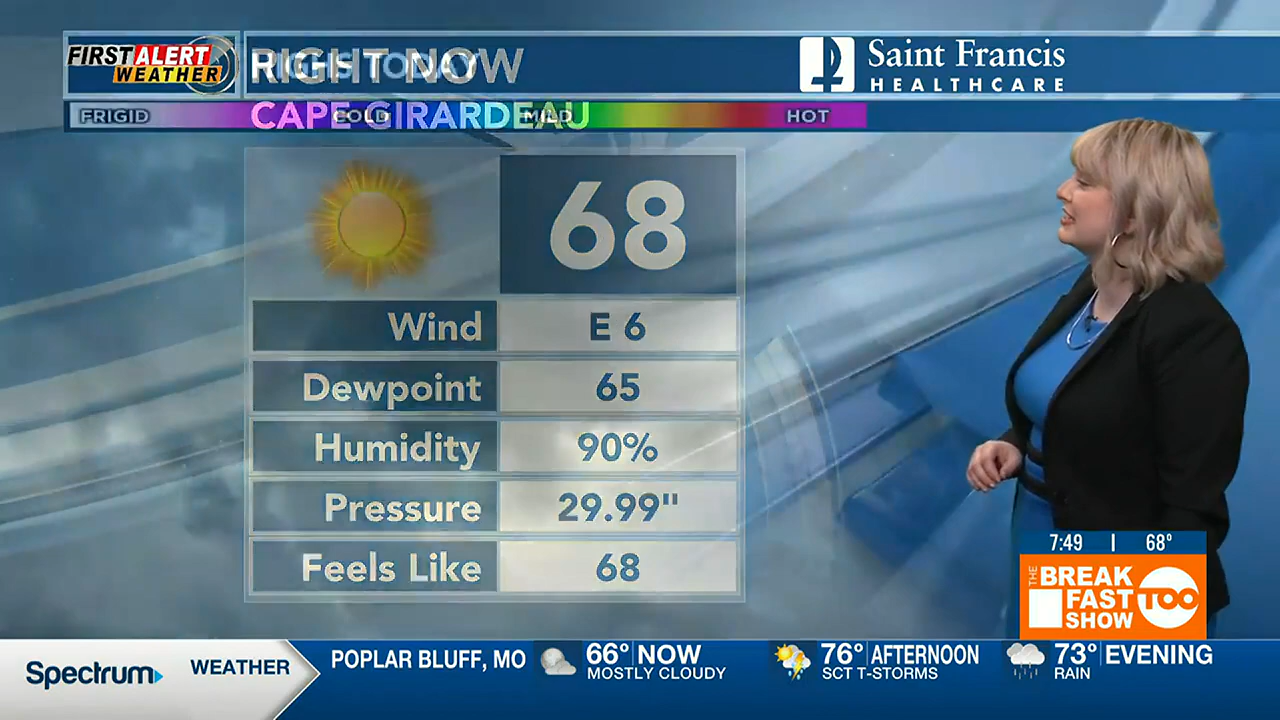 FIRST ALERT
WEATHER
RIGHT NOW
HIGHS TODAY
Saint Francis
HEALTHCARE
CAPE GIRARDEAU
FRIGID COLD MILD HOT
68
Wind E 6
Dewpoint 65
Humidity 90%
Pressure 29.99"
Feels Like 68
7:49 | 68°
THE
BREAK
FAST
SHOW
TOO
Spectrum WEATHER
POPLAR BLUFF, MO
66° NOW
MOSTLY CLOUDY
76° AFTERNOON
SCT T-STORMS
73° EVENING
RAIN